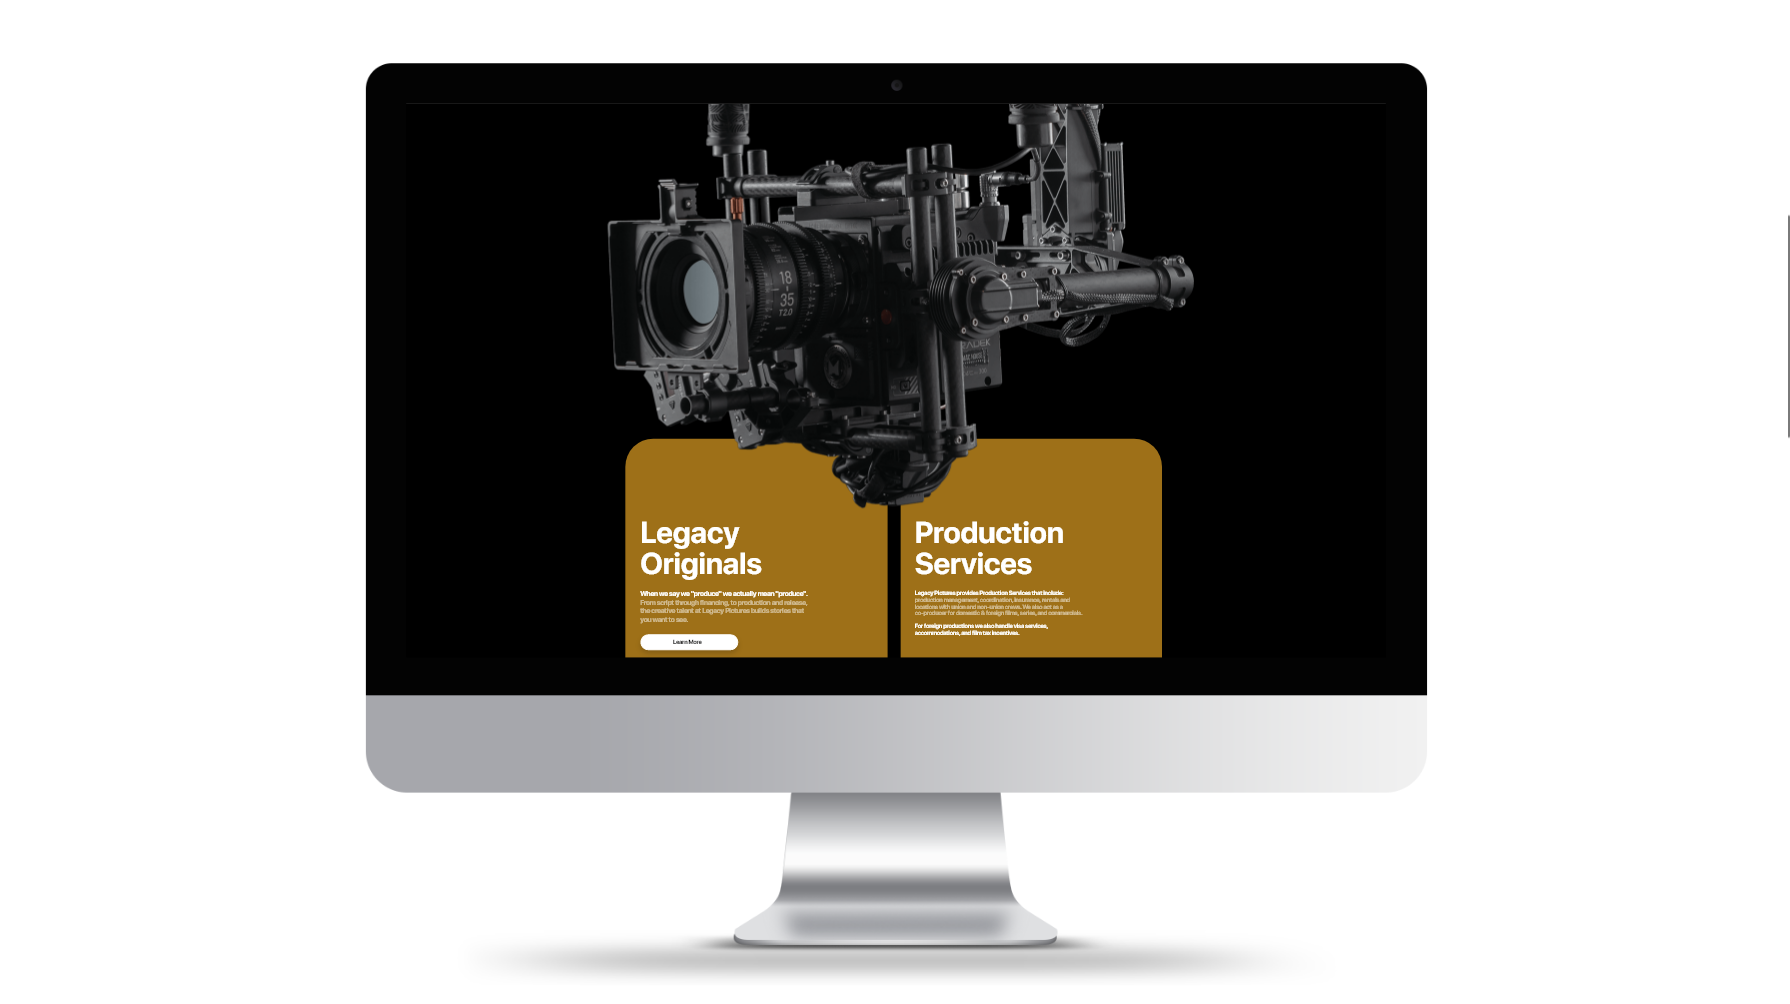 18
35
T2.0
Legacy
Originals
When we say we "produce" we actually mean "produce".
From script through financing, to production and release,
the creative talent at Legacy Pictures builds stories that
you want to see.
Learn More
Production
Services
Legacy Pictures provides Production Services that include:
production management, coordination, insurance, rentals and
locations with union and non-union crews. We also act as a
co-producer for domestic & foreign films, series, and commercials.
For foreign productions we also handle visa services,
accommodations, and film tax incentives.